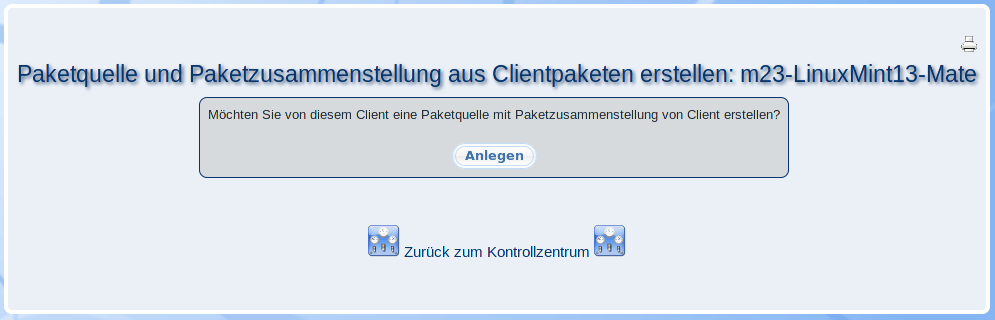 Paketquelle und Paketzusammenstellung aus Clientpaketen erstellen: m23-LinuxMint13-Mate
Möchten Sie von diesem Client eine Paketquelle mit Paketzusammenstellung von Client erstellen?
Anlegen
Zurück zum Kontrollzentrum